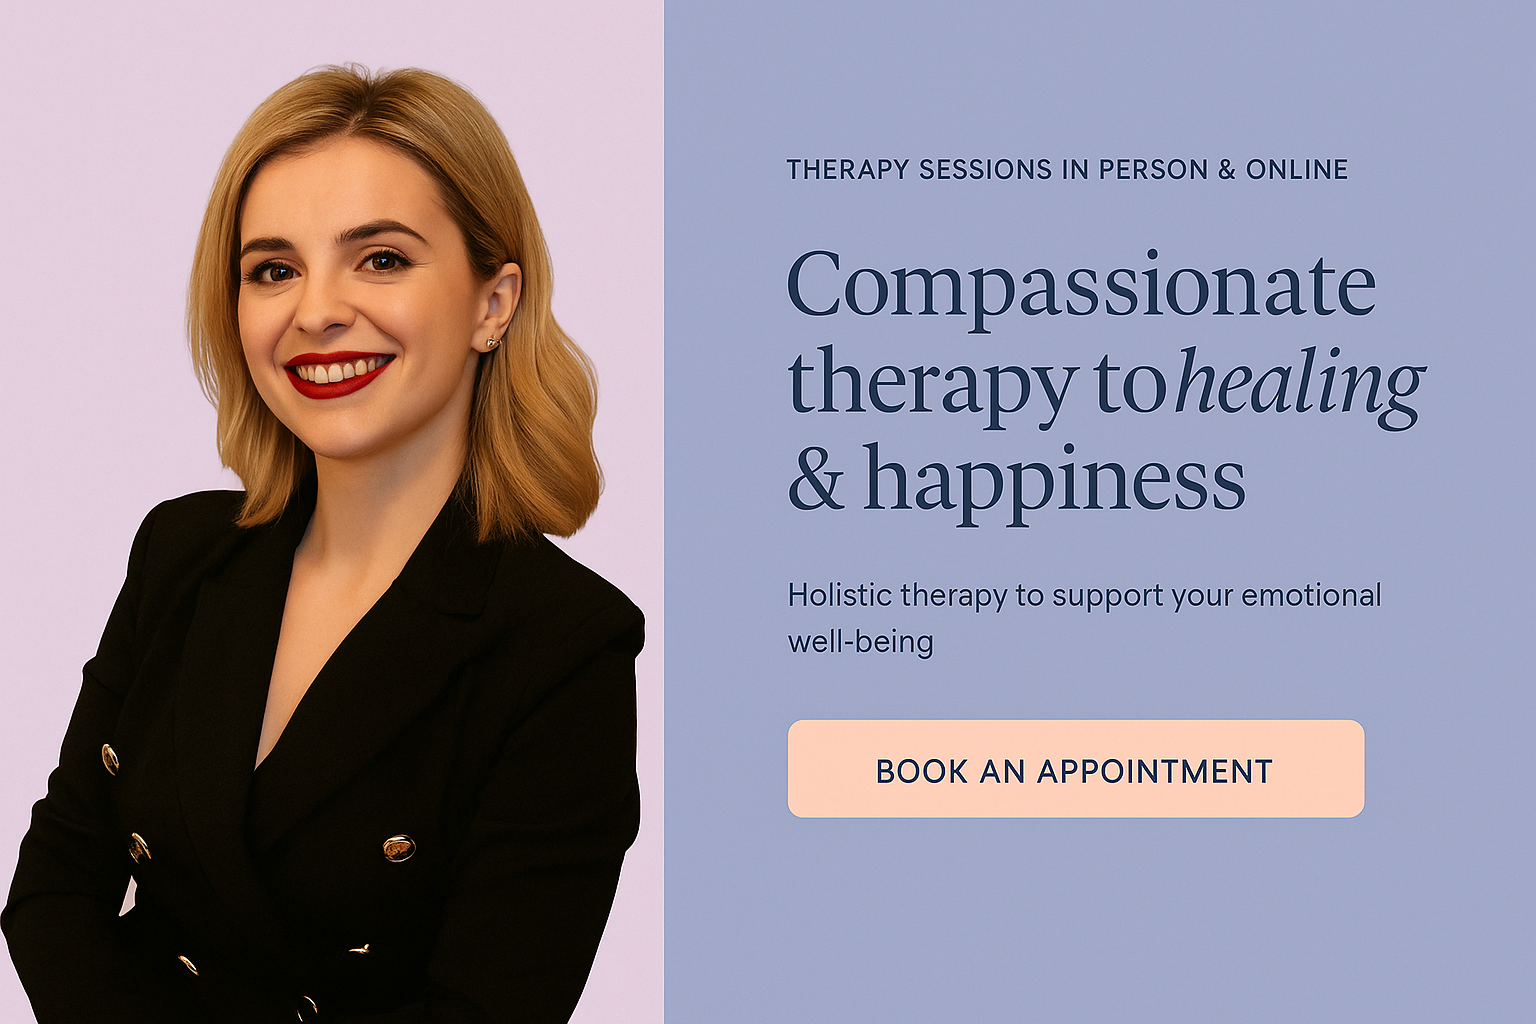 THERAPY SESSIONS IN PERSON & ONLINE
Compassionate
therapy to healing
& happiness
Holistic therapy to support your emotional
well-being
BOOK AN APPOINTMENT